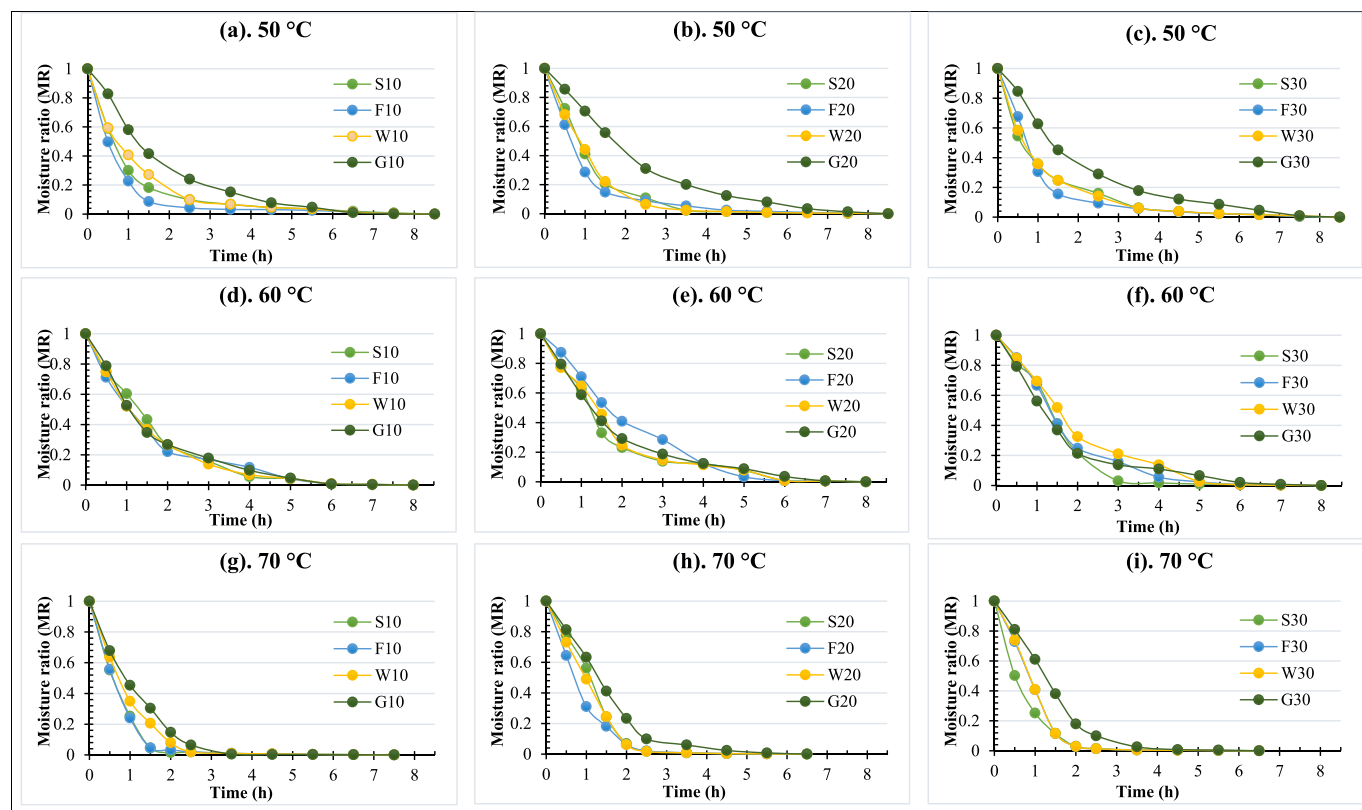 (a). 50 °C
Moisture ratio (MR)
1
0.8
0.6
0.4
0.2
0
0 1 2 3 4 5 6 7 8
Time (h)
S10
F10
W10
G10
(b). 50 °C
Moisture ratio (MR)
1
0.8
0.6
0.4
0.2
0
0 1 2 3 4 5 6 7 8
Time (h)
S20
F20
W20
G20
(c). 50 °C
Moisture ratio (MR)
1
0.8
0.6
0.4
0.2
0
0 1 2 3 4 5 6 7 8
Time (h)
S30
F30
W30
G30
(d). 60 °C
Moisture ratio (MR)
1
0.8
0.6
0.4
0.2
0
0 1 2 3 4 5 6 7 8
Time (h)
S10
F10
W10
G10
(e). 60 °C
Moisture ratio (MR)
1
0.8
0.6
0.4
0.2
0
0 1 2 3 4 5 6 7 8
Time (h)
S20
F20
W20
G20
(f). 60 °C
Moisture ratio (MR)
1
0.8
0.6
0.4
0.2
0
0 1 2 3 4 5 6 7 8
Time (h)
S30
F30
W30
G30
(g). 70 °C
Moisture ratio (MR)
1
0.8
0.6
0.4
0.2
0
0 1 2 3 4 5 6 7 8
Time (h)
S10
F10
W10
G10
(h). 70 °C
Moisture ratio (MR)
1
0.8
0.6
0.4
0.2
0
0 1 2 3 4 5 6 7 8
Time (h)
S20
F20
W20
G20
(i). 70 °C
Moisture ratio (MR)
1
0.8
0.6
0.4
0.2
0
0 1 2 3 4 5 6 7 8
Time (h)
S30
F30
W30
G30